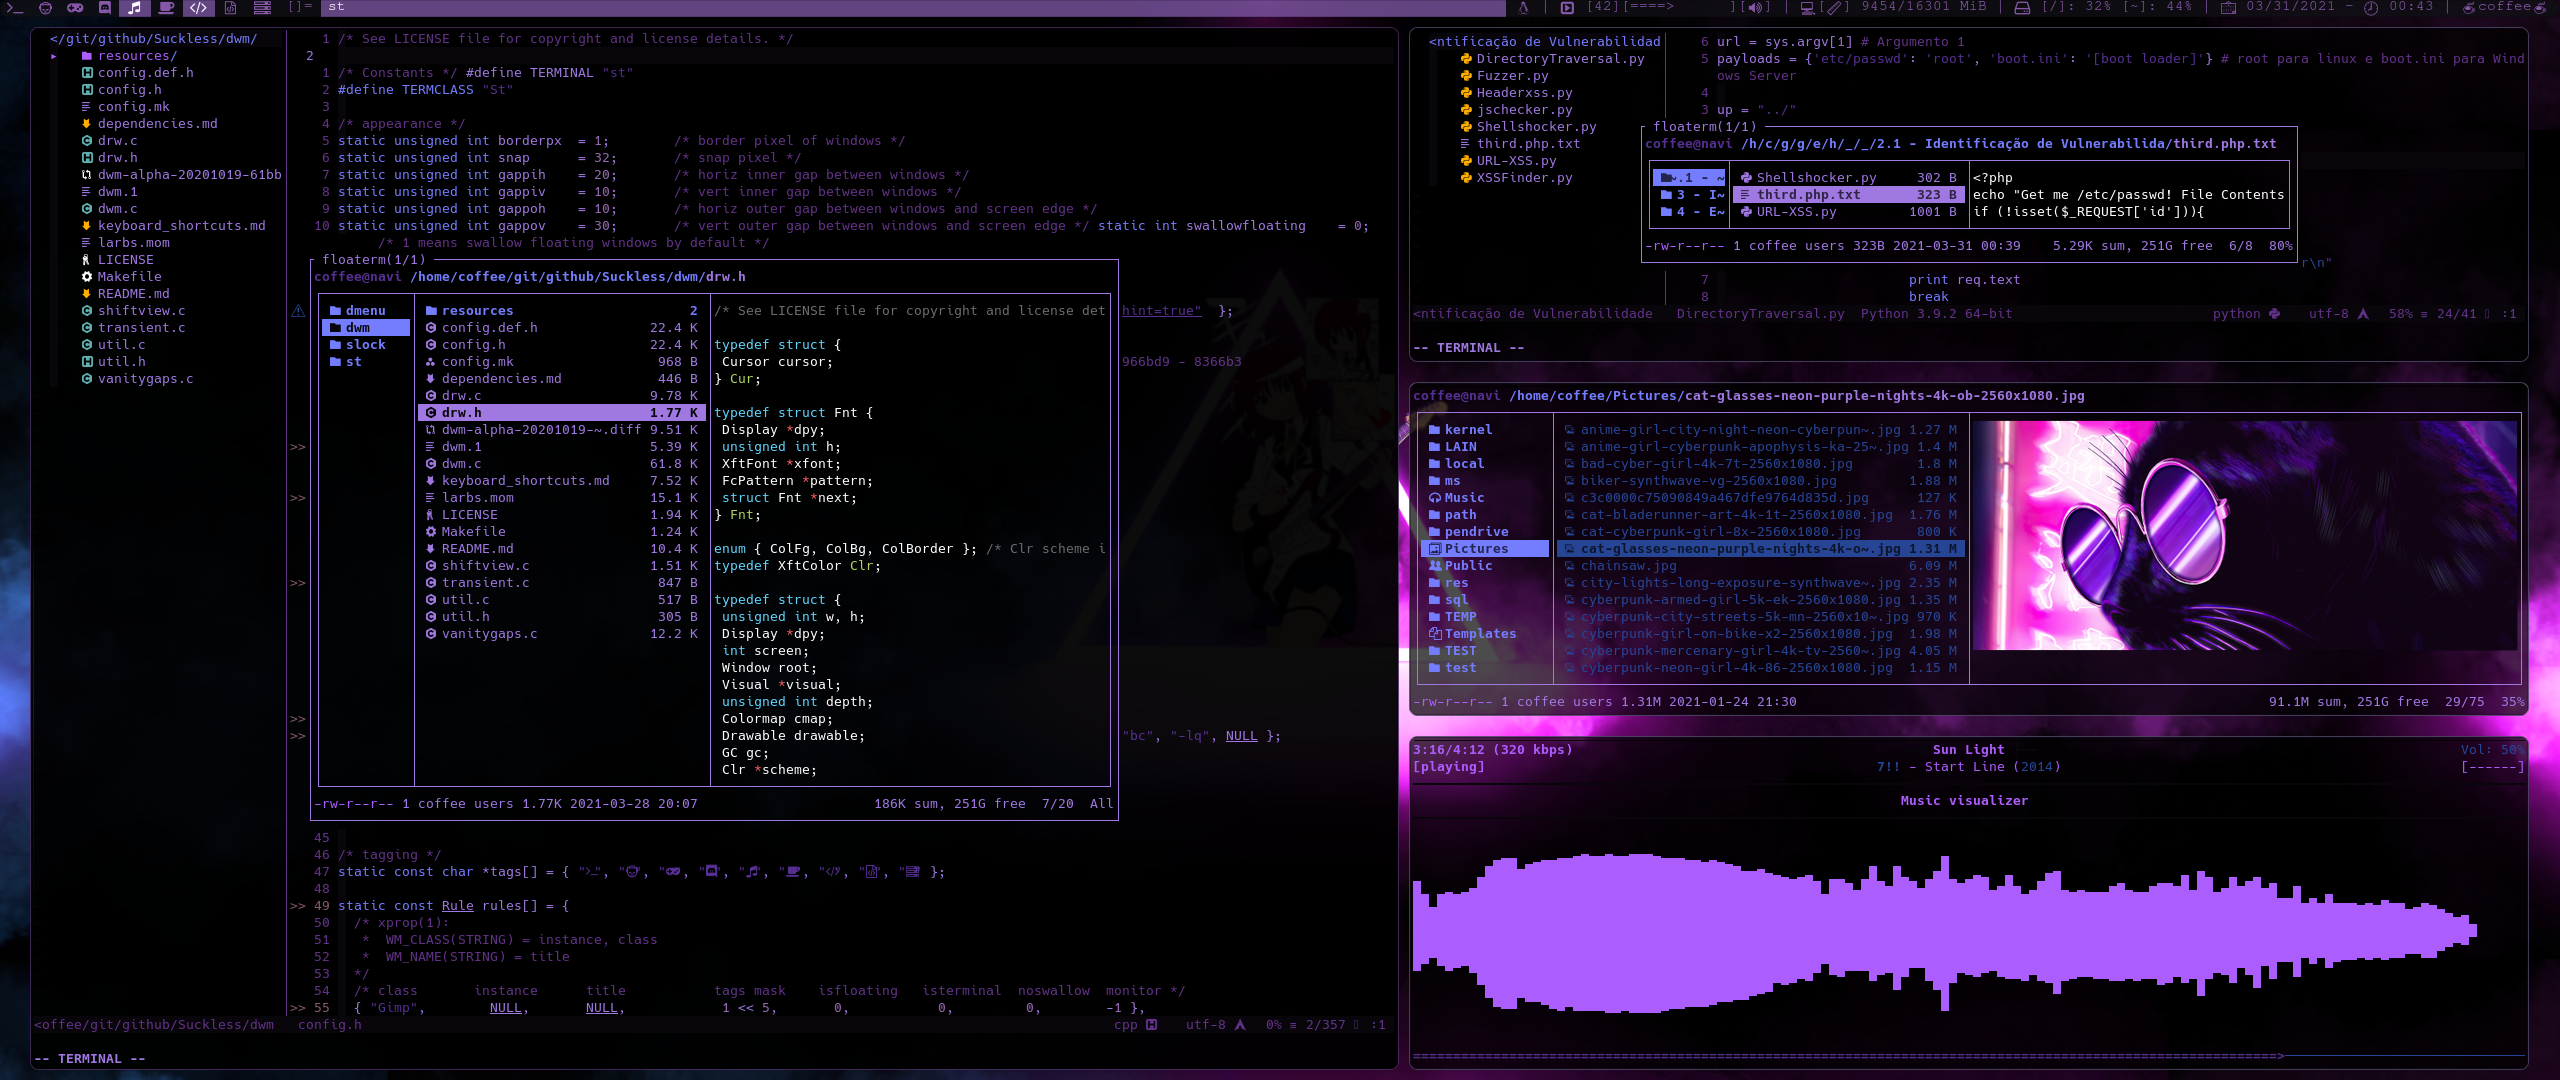 []= st [42][====> ][ ] [ ] 9454/16301 MiB | [/]: 32% [~]: 44% | 03/31/2021 - 00:43 | coffee
</git/github/Suckless/dwm/
resources/
config.def.h
config.h
config.mk
dependencies.md
drw.c
drw.h
dwm-alpha-20201019-61bb
dwm.1
dwm.c
keyboard_shortcuts.md
larbs.mom
LICENSE
Makefile
README.md
shiftview.c
transient.c
util.c
util.h
vanitygaps.c
1 /* See LICENSE file for copyright and license details. */
2
1 /* Constants */ #define TERMINAL "st"
2 #define TERMCLASS "St"
3
4 /* appearance */
5 static unsigned int borderpx = 1; /* border pixel of windows */
6 static unsigned int snap = 32; /* snap pixel */
7 static unsigned int gappih = 20; /* horiz inner gap between windows */
8 static unsigned int gappiv = 10; /* vert inner gap between windows */
9 static unsigned int gappoh = 10; /* horiz outer gap between windows and screen edge */
10 static unsigned int gappov = 30; /* vert outer gap between windows and screen edge */ static int swallowfloating = 0;
/* 1 means swallow floating windows by default */
floaterm(1/1)
coffee@navi /home/coffee/git/github/Suckless/dwm/drw.h
dmenu
dwm
slock
st
resources 2
config.def.h 22.4 K
config.h 22.4 K
config.mk 968 B
dependencies.md 446 B
drw.c 9.78 K
drw.h 1.77 K
dwm-alpha-20201019-~.diff 9.51 K
dwm.1 5.39 K
dwm.c 61.8 K
keyboard_shortcuts.md 7.52 K
larbs.mom 15.1 K
LICENSE 1.94 K
Makefile 1.24 K
README.md 10.4 K
shiftview.c 1.51 K
transient.c 847 B
util.c 517 B
util.h 305 B
vanitygaps.c 12.2 K
/* See LICENSE file for copyright and license det
typedef struct {
Cursor cursor;
} Cur;
typedef struct Fnt {
Display *dpy;
unsigned int h;
XftFont *xfont;
FcPattern *pattern;
struct Fnt *next;
} Fnt;
enum { ColFg, ColBg, ColBorder }; /* Clr scheme i
typedef XftColor Clr;
typedef struct {
unsigned int w, h;
Display *dpy;
int screen;
Window root;
Visual *visual;
unsigned int depth;
Colormap cmap;
Drawable drawable;
GC gc;
Clr *scheme;
-rw-r--r-- 1 coffee users 1.77K 2021-03-28 20:07 186K sum, 251G free 7/20 All
hint=true" };
966bd9 - 8366b3
>>
>>
>>
>>
>> "bc", "-lq", NULL };
45
46 /* tagging */
47 static const char *tags[] = { " ", " ", " ", " ", " ", " ", " ", " ", " " };
48
>> 49 static const Rule rules[] = {
50 /* xprop(1):
51 * WM_CLASS(STRING) = instance, class
52 * WM_NAME(STRING) = title
53 */
54 /* class instance title tags mask isfloating isterminal noswallow monitor */
>> 55 { "Gimp", NULL, NULL, 1 << 5, 0, 0, 0, -1 },
<offee/git/github/Suckless/dwm config.h cpp utf-8 0% ≡ 2/357 :1
-- TERMINAL --
<ntificação de Vulnerabilidad
DirectoryTraversal.py
Fuzzer.py
Headerxss.py
jschecker.py
Shellshocker.py
third.php.txt
URL-XSS.py
XSSFinder.py
6 url = sys.argv[1] # Argumento 1
5 payloads = {'etc/passwd': 'root', 'boot.ini': '[boot loader]'} # root para linux e boot.ini para Wind
ows Server
4
3 up = "../"
floaterm(1/1)
coffee@navi /h/c/g/g/e/h/_/_/2.1 - Identificação de Vulnerabilida/third.php.txt
~.1 - ~
3 - I~
4 - E~
Shellshocker.py 302 B
third.php.txt 323 B
URL-XSS.py 1001 B
<?php
echo "Get me /etc/passwd! File Contents
if (!isset($_REQUEST['id'])){
-rw-r--r-- 1 coffee users 323B 2021-03-31 00:39 5.29K sum, 251G free 6/8 80%
r\n"
7 print req.text
8 break
<ntificação de Vulnerabilidade DirectoryTraversal.py Python 3.9.2 64-bit python utf-8 58% ≡ 24/41 :1
-- TERMINAL --
coffee@navi /home/coffee/Pictures/cat-glasses-neon-purple-nights-4k-ob-2560x1080.jpg
kernel
LAIN
local
ms
Music
path
pendrive
Pictures
Public
res
sql
TEMP
Templates
TEST
test
anime-girl-city-night-neon-cyberpun~.jpg 1.27 M
anime-girl-cyberpunk-apophysis-ka-25~.jpg 1.4 M
bad-cyber-girl-4k-7t-2560x1080.jpg 1.8 M
biker-synthwave-vg-2560x1080.jpg 1.88 M
c3c0000c75090849a467dfe9764d835d.jpg 127 K
cat-bladerunner-art-4k-1t-2560x1080.jpg 1.76 M
cat-cyberpunk-girl-8x-2560x1080.jpg 800 K
cat-glasses-neon-purple-nights-4k-o~.jpg 1.31 M
chainsaw.jpg 6.09 M
city-lights-long-exposure-synthwave~.jpg 2.35 M
cyberpunk-armed-girl-5k-ek-2560x1080.jpg 1.35 M
cyberpunk-city-streets-5k-mn-2560x10~.jpg 970 K
cyberpunk-girl-on-bike-x2-2560x1080.jpg 1.98 M
cyberpunk-mercenary-girl-4k-tv-2560~.jpg 4.05 M
cyberpunk-neon-girl-4k-86-2560x1080.jpg 1.15 M
-rw-r--r-- 1 coffee users 1.31M 2021-01-24 21:30 91.1M sum, 251G free 29/75 35%
3:16/4:12 (320 kbps) Sun Light Vol: 50%
[playing] 7!! - Start Line (2014) [------]
Music visualizer